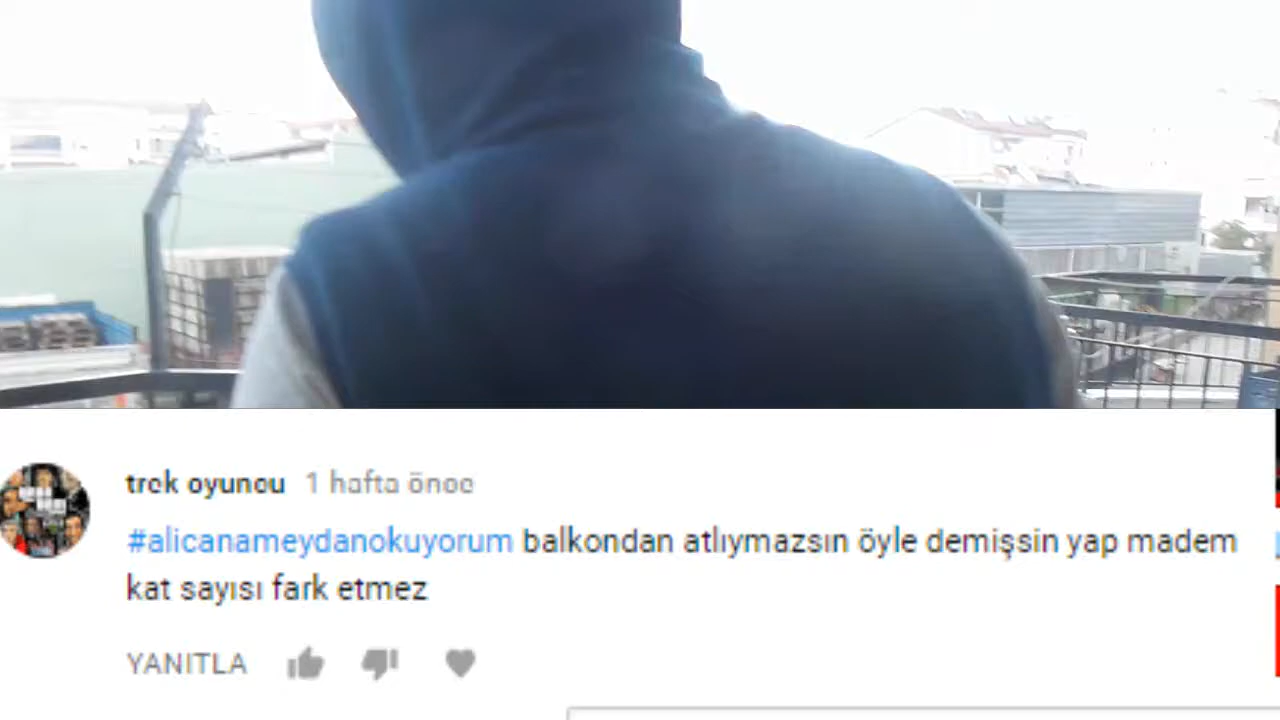 trek oyuncu 1 hafta önce
#alicanameydanokuyorum balkondan atlıymazsın öyle demişsin yap madem
kat sayısı fark etmez
YANITLA